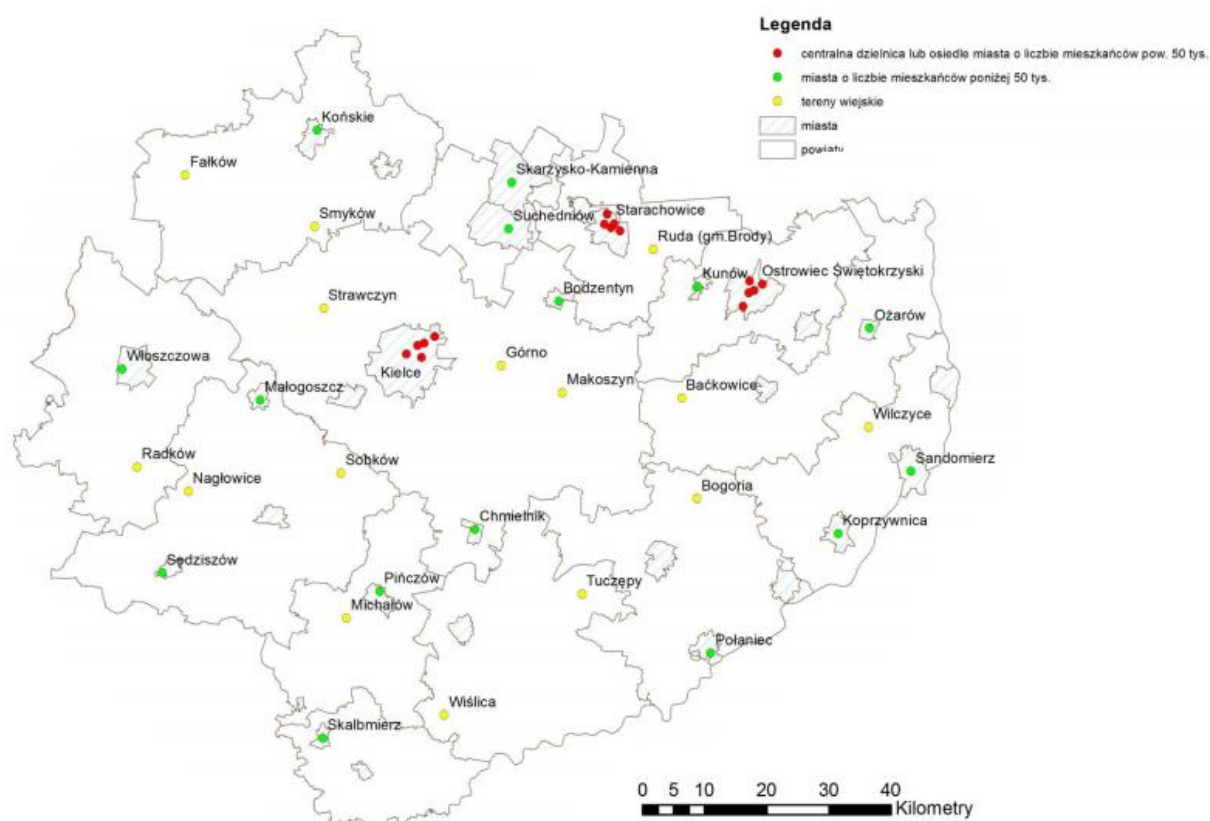 Legenda
centralna dzielnica lub osiedle miasta o liczbie mieszkańców pow. 50 tys.
miasta o liczbie mieszkańców poniżej 50 tys.
tereny wiejskie
miasta
powiaty
Końskie
Fałków
Skarżysko-Kamienna
Smyków
Suchedniów
Starachowice
Ruda (gm.Brody)
Kunów
Ostrowiec Świętokrzyski
Strawczyn
Bodzentyn
Ożarów
Włoszczowa
Górno
Kielce
Małogoszcz
Makoszyn
Baćkowice
Wilczyce
Radków
Sobków
Sandomierz
Nagłowice
Bogoria
Chmielnik
Koprzywnica
Sędziszów
Pińczów
Tuczępy
Michałów
Połaniec
Wiślica
Skalbmierz
0 5 10 20 30 40
Kilometry